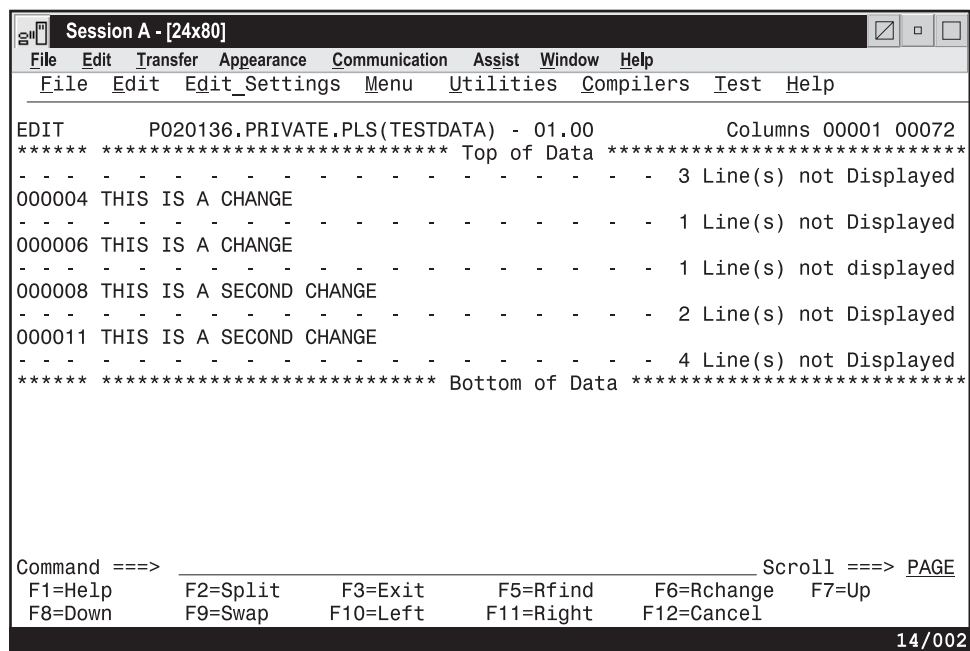 Session A - [24x80]
File Edit Transfer Appearance Communication Assist Window Help
File Edit Edit_Settings Menu Utilities Compilers Test Help
EDIT PO20136.PRIVATE.PLS(TESTDATA) - 01.00 Columns 00001 00072
****** ***************************** Top of Data ******************************
- - - - - - - - - - - - - - - - - - - - - - 3 Line(s) not Displayed
000004 THIS IS A CHANGE
- - - - - - - - - - - - - - - - - - - - - - 1 Line(s) not Displayed
000006 THIS IS A CHANGE
- - - - - - - - - - - - - - - - - - - - - - 1 Line(s) not displayed
000008 THIS IS A SECOND CHANGE
- - - - - - - - - - - - - - - - - - - - - - 2 Line(s) not Displayed
000011 THIS IS A SECOND CHANGE
- - - - - - - - - - - - - - - - - - - - - - 4 Line(s) not Displayed
****** **************************** Bottom of Data ****************************
Command ===> Scroll ===> PAGE
F1=Help F2=Split F3=Exit F5=Rfind F6=Rchange F7=Up
F8=Down F9=Swap F10=Left F11=Right F12=Cancel
14/002